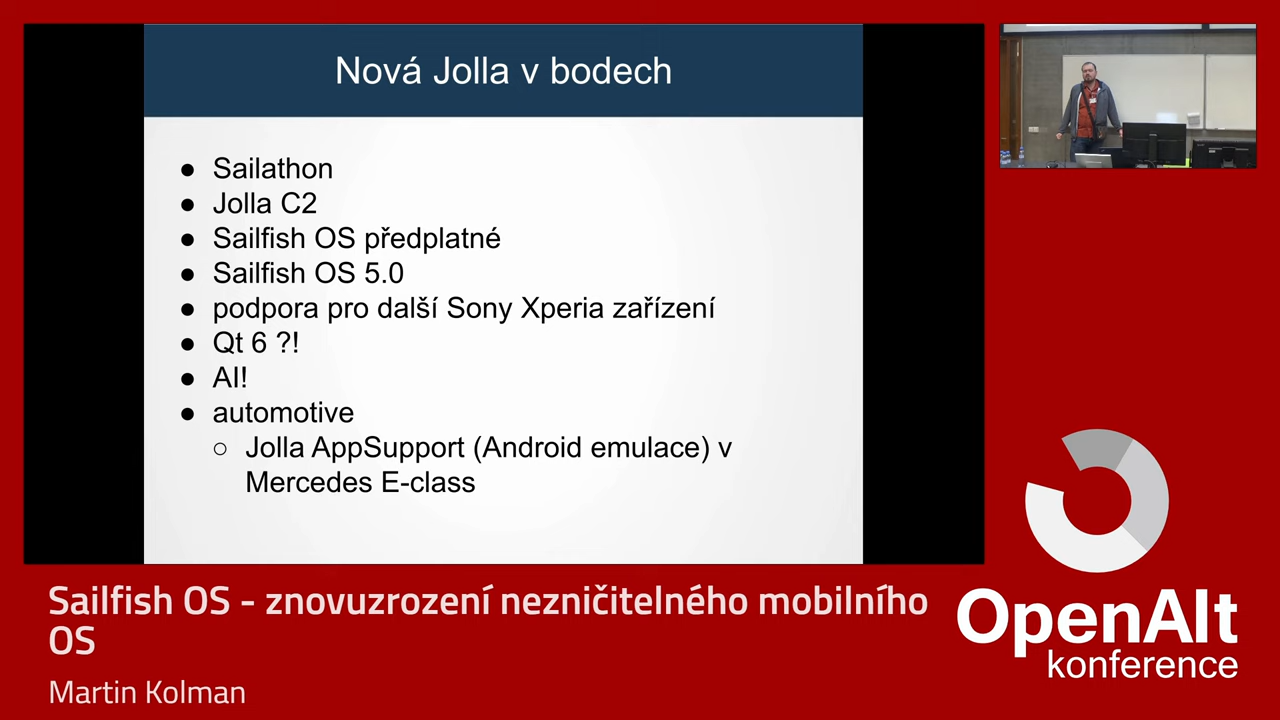 Nová Jolla v bodech
● Sailathon
● Jolla C2
● Sailfish OS předplatné
● Sailfish OS 5.0
● podpora pro další Sony Xperia zařízení
● Qt 6 ?!
● AI!
● automotive
○ Jolla AppSupport (Android emulace) v
Mercedes E-class
Sailfish OS - znovuzrození nezničitelného mobilního
OS
Martin Kolman
OpenAlt
konference